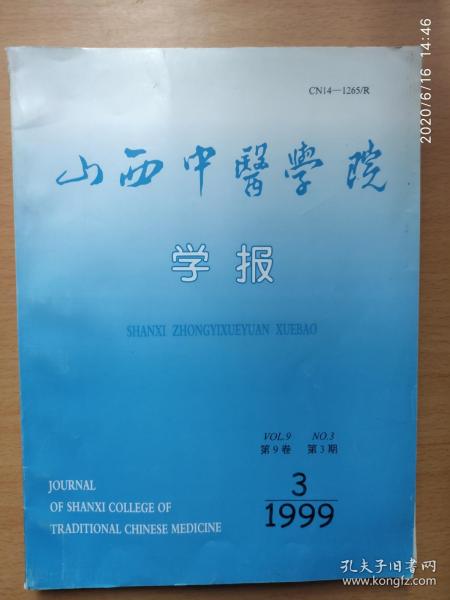 CN14—1265/R
山西中醫學院
学报
SHANXI ZHONGYIXUEYUAN XUEBAO
VOL.9 NO.3
第9卷 第3期
3
1999
JOURNAL
OF SHANXI COLLEGE OF
TRADITIONAL CHINESE MEDICINE
2020/6/16 14:46
孔夫子旧书网
www.kongfz.com